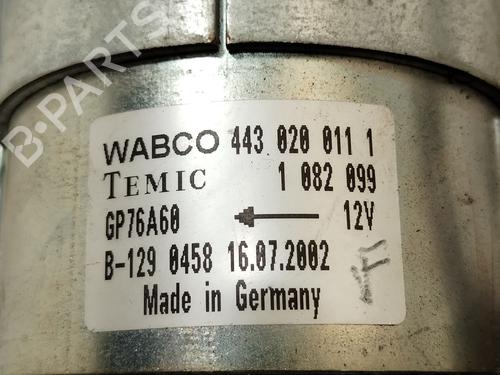 B-PARTS
WABCO 443 020 011 1
TEMIC 1 082 099
GP76A60 12V
B-129 0458 16.07.2002
Made in Germany